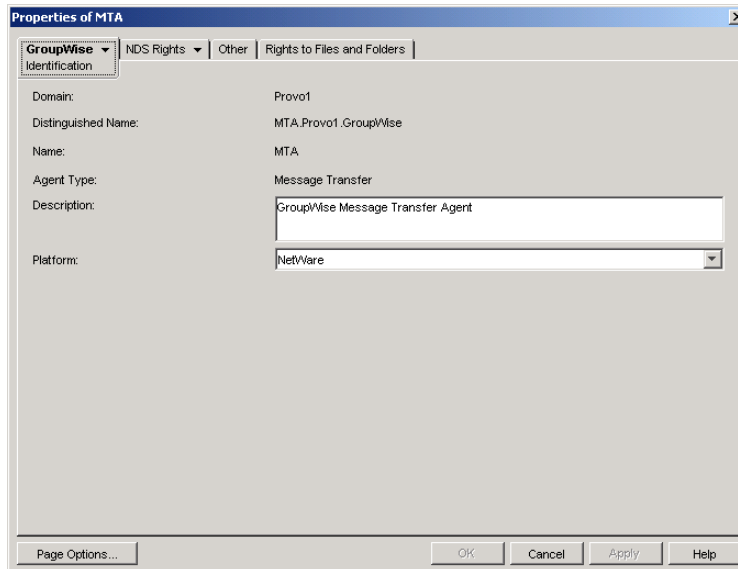 Properties of MTA
GroupWise NDS Rights Other Rights to Files and Folders
Identification
Domain: Provo1
Distinguished Name: MTA.Provo1.GroupWise
Name: MTA
Agent Type: Message Transfer
Description: GroupWise Message Transfer Agent
Platform: NetWare
Page Options... OK Cancel Apply Help